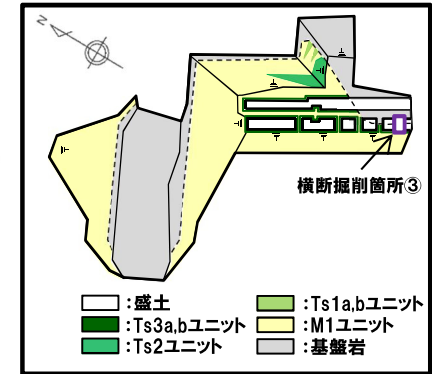 N
横断掘削箇所③
:盛土
:Ts1a,bユニット
:Ts3a,bユニット
:M1ユニット
:Ts2ユニット
:基盤岩